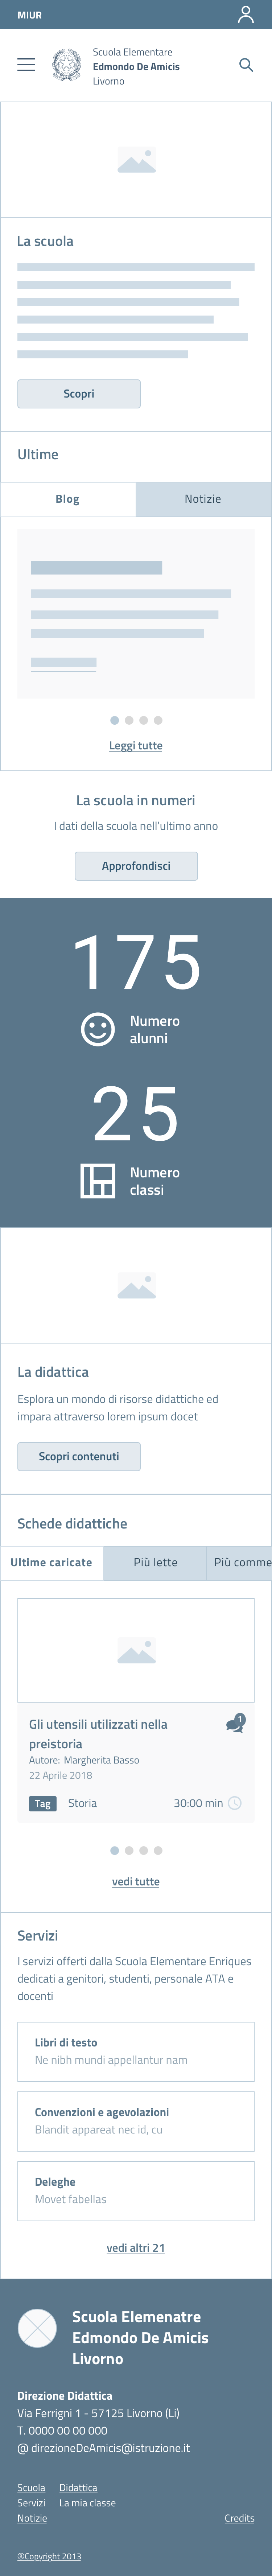 MIUR
Scuola Elementare
Edmondo De Amicis
Livorno
La scuola
Scopri
Ultime
Blog
Notizie
Leggi tutte
La scuola in numeri
I dati della scuola nell'ultimo anno
Approfondisci
175
Numero
alunni
25
Numero
classi
La didattica
Esplora un mondo di risorse didattiche ed
impara attraverso lorem ipsum docet
Scopri contenuti
Schede didattiche
Ultime caricate
Più lette
Più comme
Gli utensili utilizzati nella
preistoria
1
Autore: Margherita Basso
22 Aprile 2018
Tag
Storia
30:00 min
vedi tutte
Servizi
I servizi offerti dalla Scuola Elementare Enriques
dedicati a genitori, studenti, personale ATA e
docenti
Libri di testo
Ne nibh mundi appellantur nam
Convenzioni e agevolazioni
Blandit appareat nec id, cu
Deleghe
Movet fabellas
vedi altri 21
Scuola Elemenatre
Edmondo De Amicis
Livorno
Direzione Didattica
Via Ferrigni 1 - 57125 Livorno (Li)
T. 0000 00 00 000
@ direzioneDeAmicis@istruzione.it
Scuola Didattica
Servizi La mia classe
Notizie
Credits
®Copyright 2013